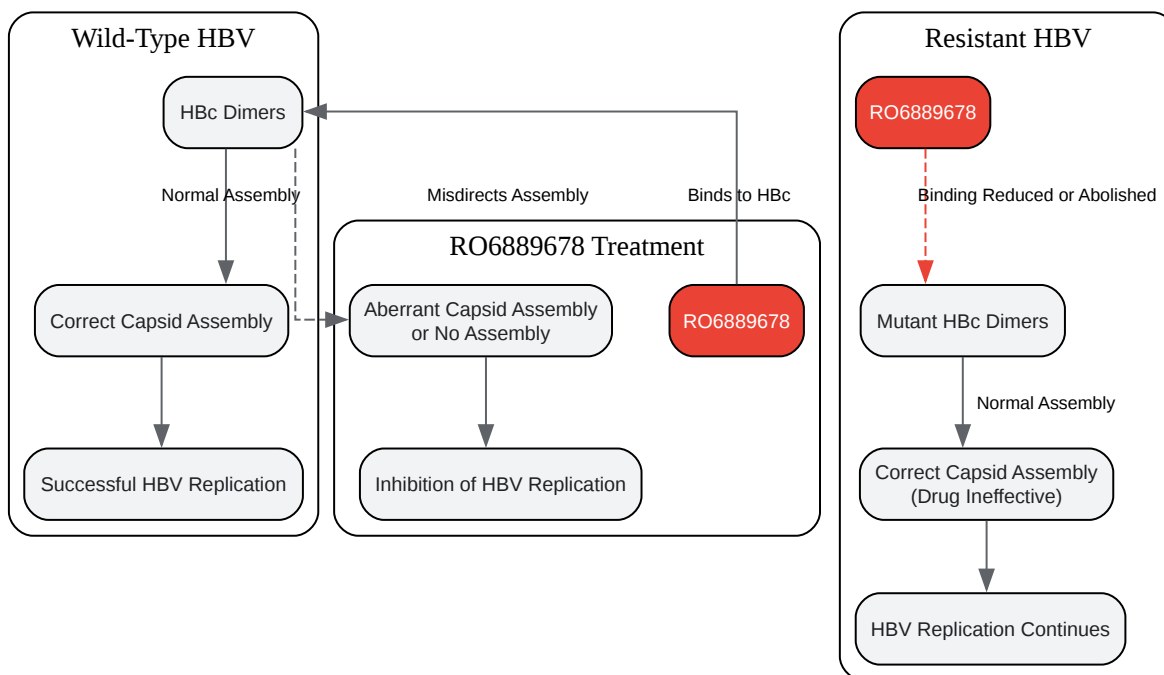 Wild-Type HBV
HBc Dimers
Normal Assembly
Correct Capsid Assembly
Successful HBV Replication
Misdirects Assembly
Binds to HBc
RO6889678 Treatment
Aberrant Capsid Assembly
or No Assembly
RO6889678
Inhibition of HBV Replication
Resistant HBV
RO6889678
Binding Reduced or Abolished
Mutant HBc Dimers
Normal Assembly
Correct Capsid Assembly
(Drug Ineffective)
HBV Replication Continues